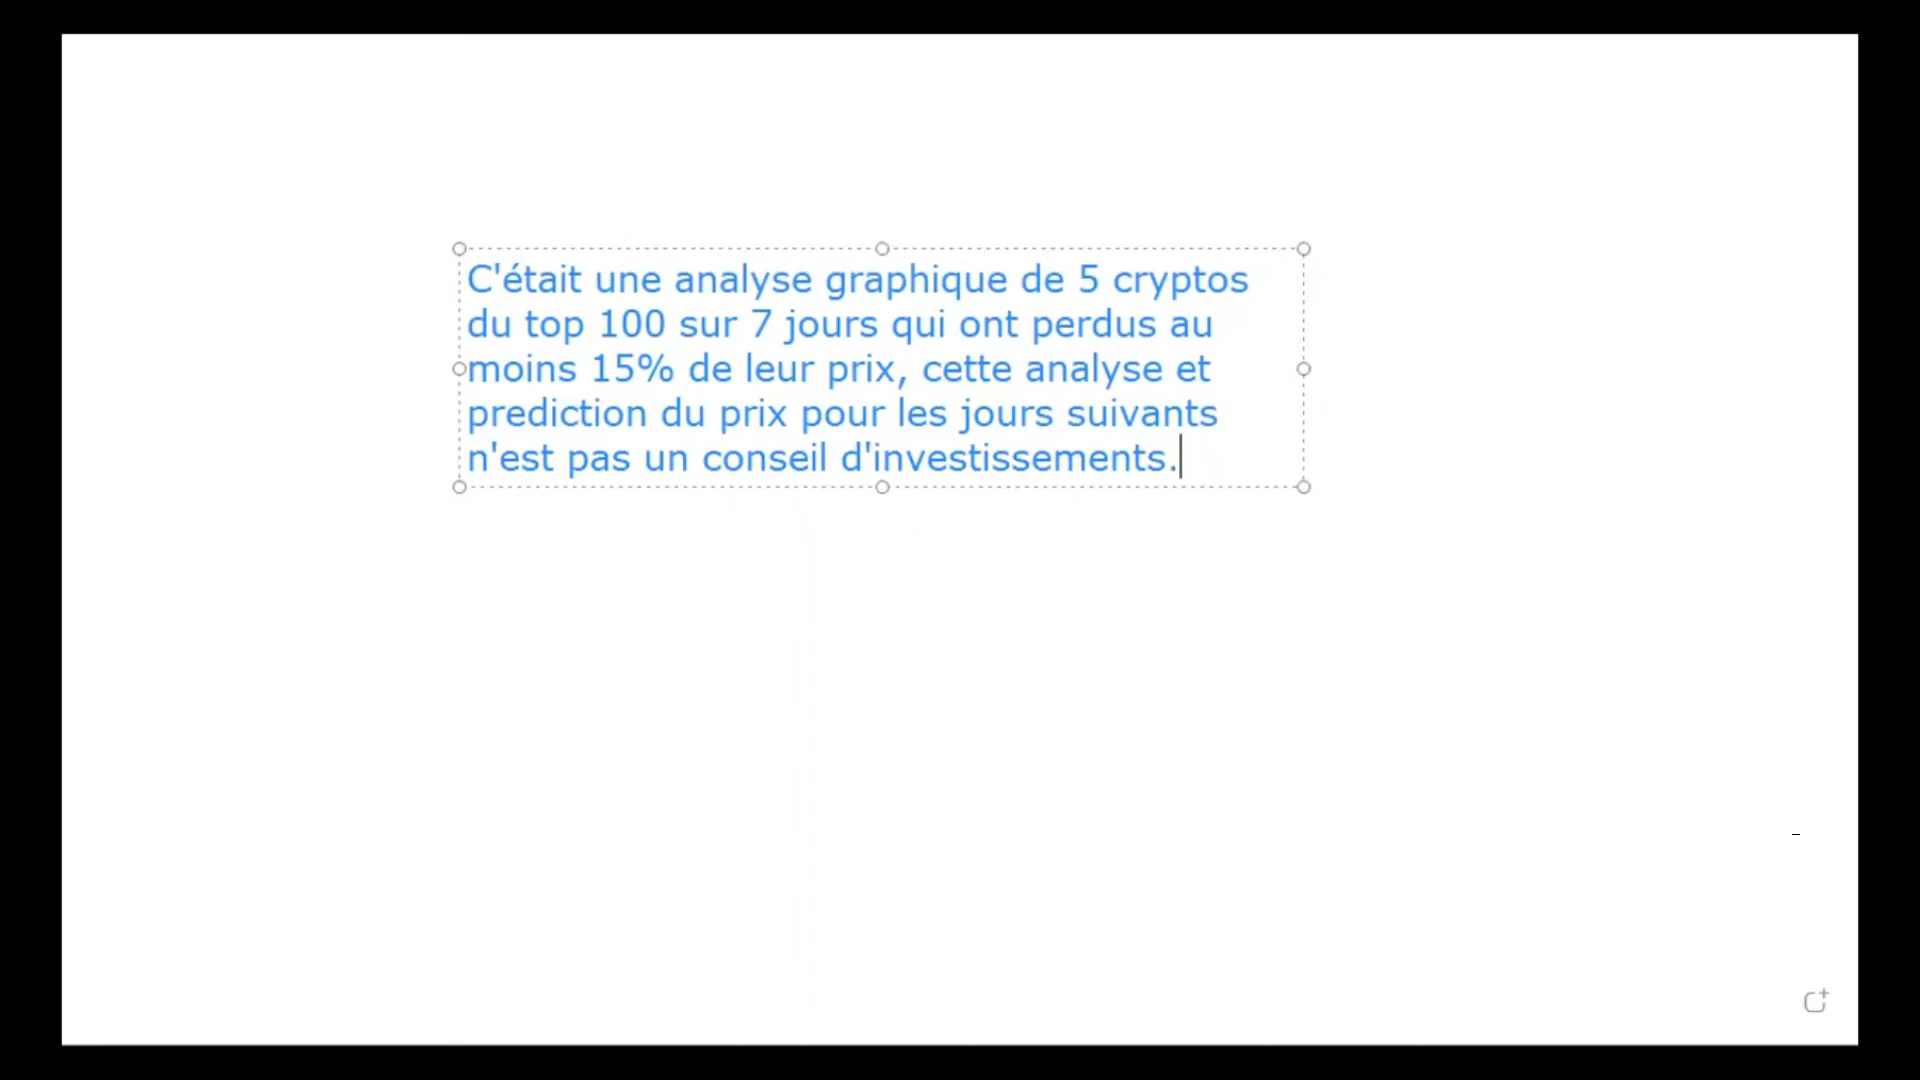 C'était une analyse graphique de 5 cryptos
du top 100 sur 7 jours qui ont perdus au
moins 15% de leur prix, cette analyse et
prediction du prix pour les jours suivants
n'est pas un conseil d'investissements.